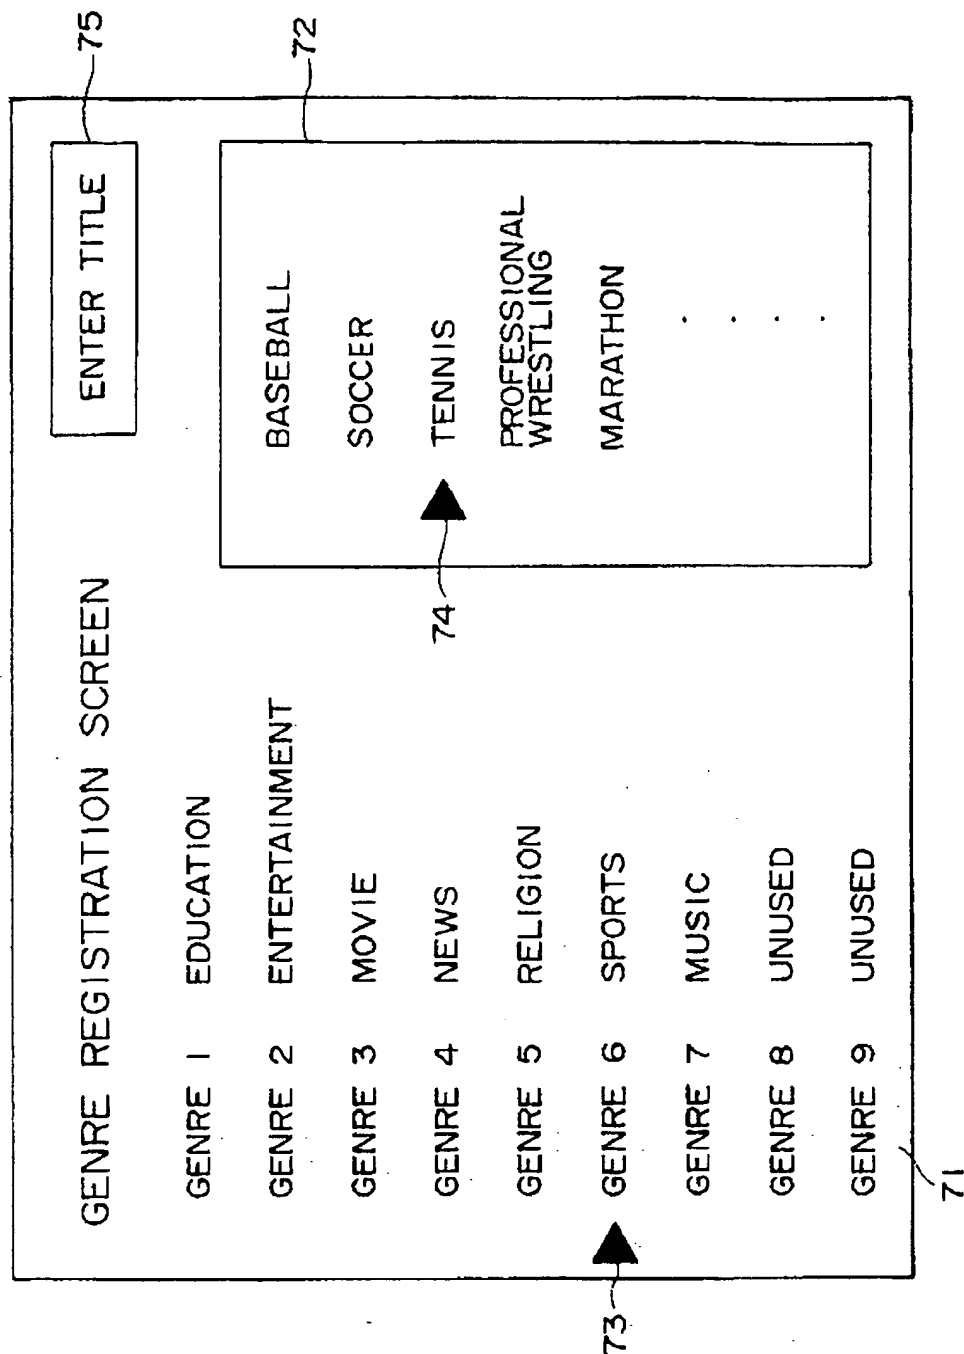 GENRE REGISTRATION SCREEN
ENTER TITLE
75
GENRE 1 EDUCATION
GENRE 2 ENTERTAINMENT
GENRE 3 MOVIE
GENRE 4 NEWS
GENRE 5 RELIGION
GENRE 6 SPORTS
GENRE 7 MUSIC
GENRE 8 UNUSED
GENRE 9 UNUSED
73
71
72
BASEBALL
SOCCER
TENNIS
74
PROFESSIONAL
WRESTLING
MARATHON
. . . .